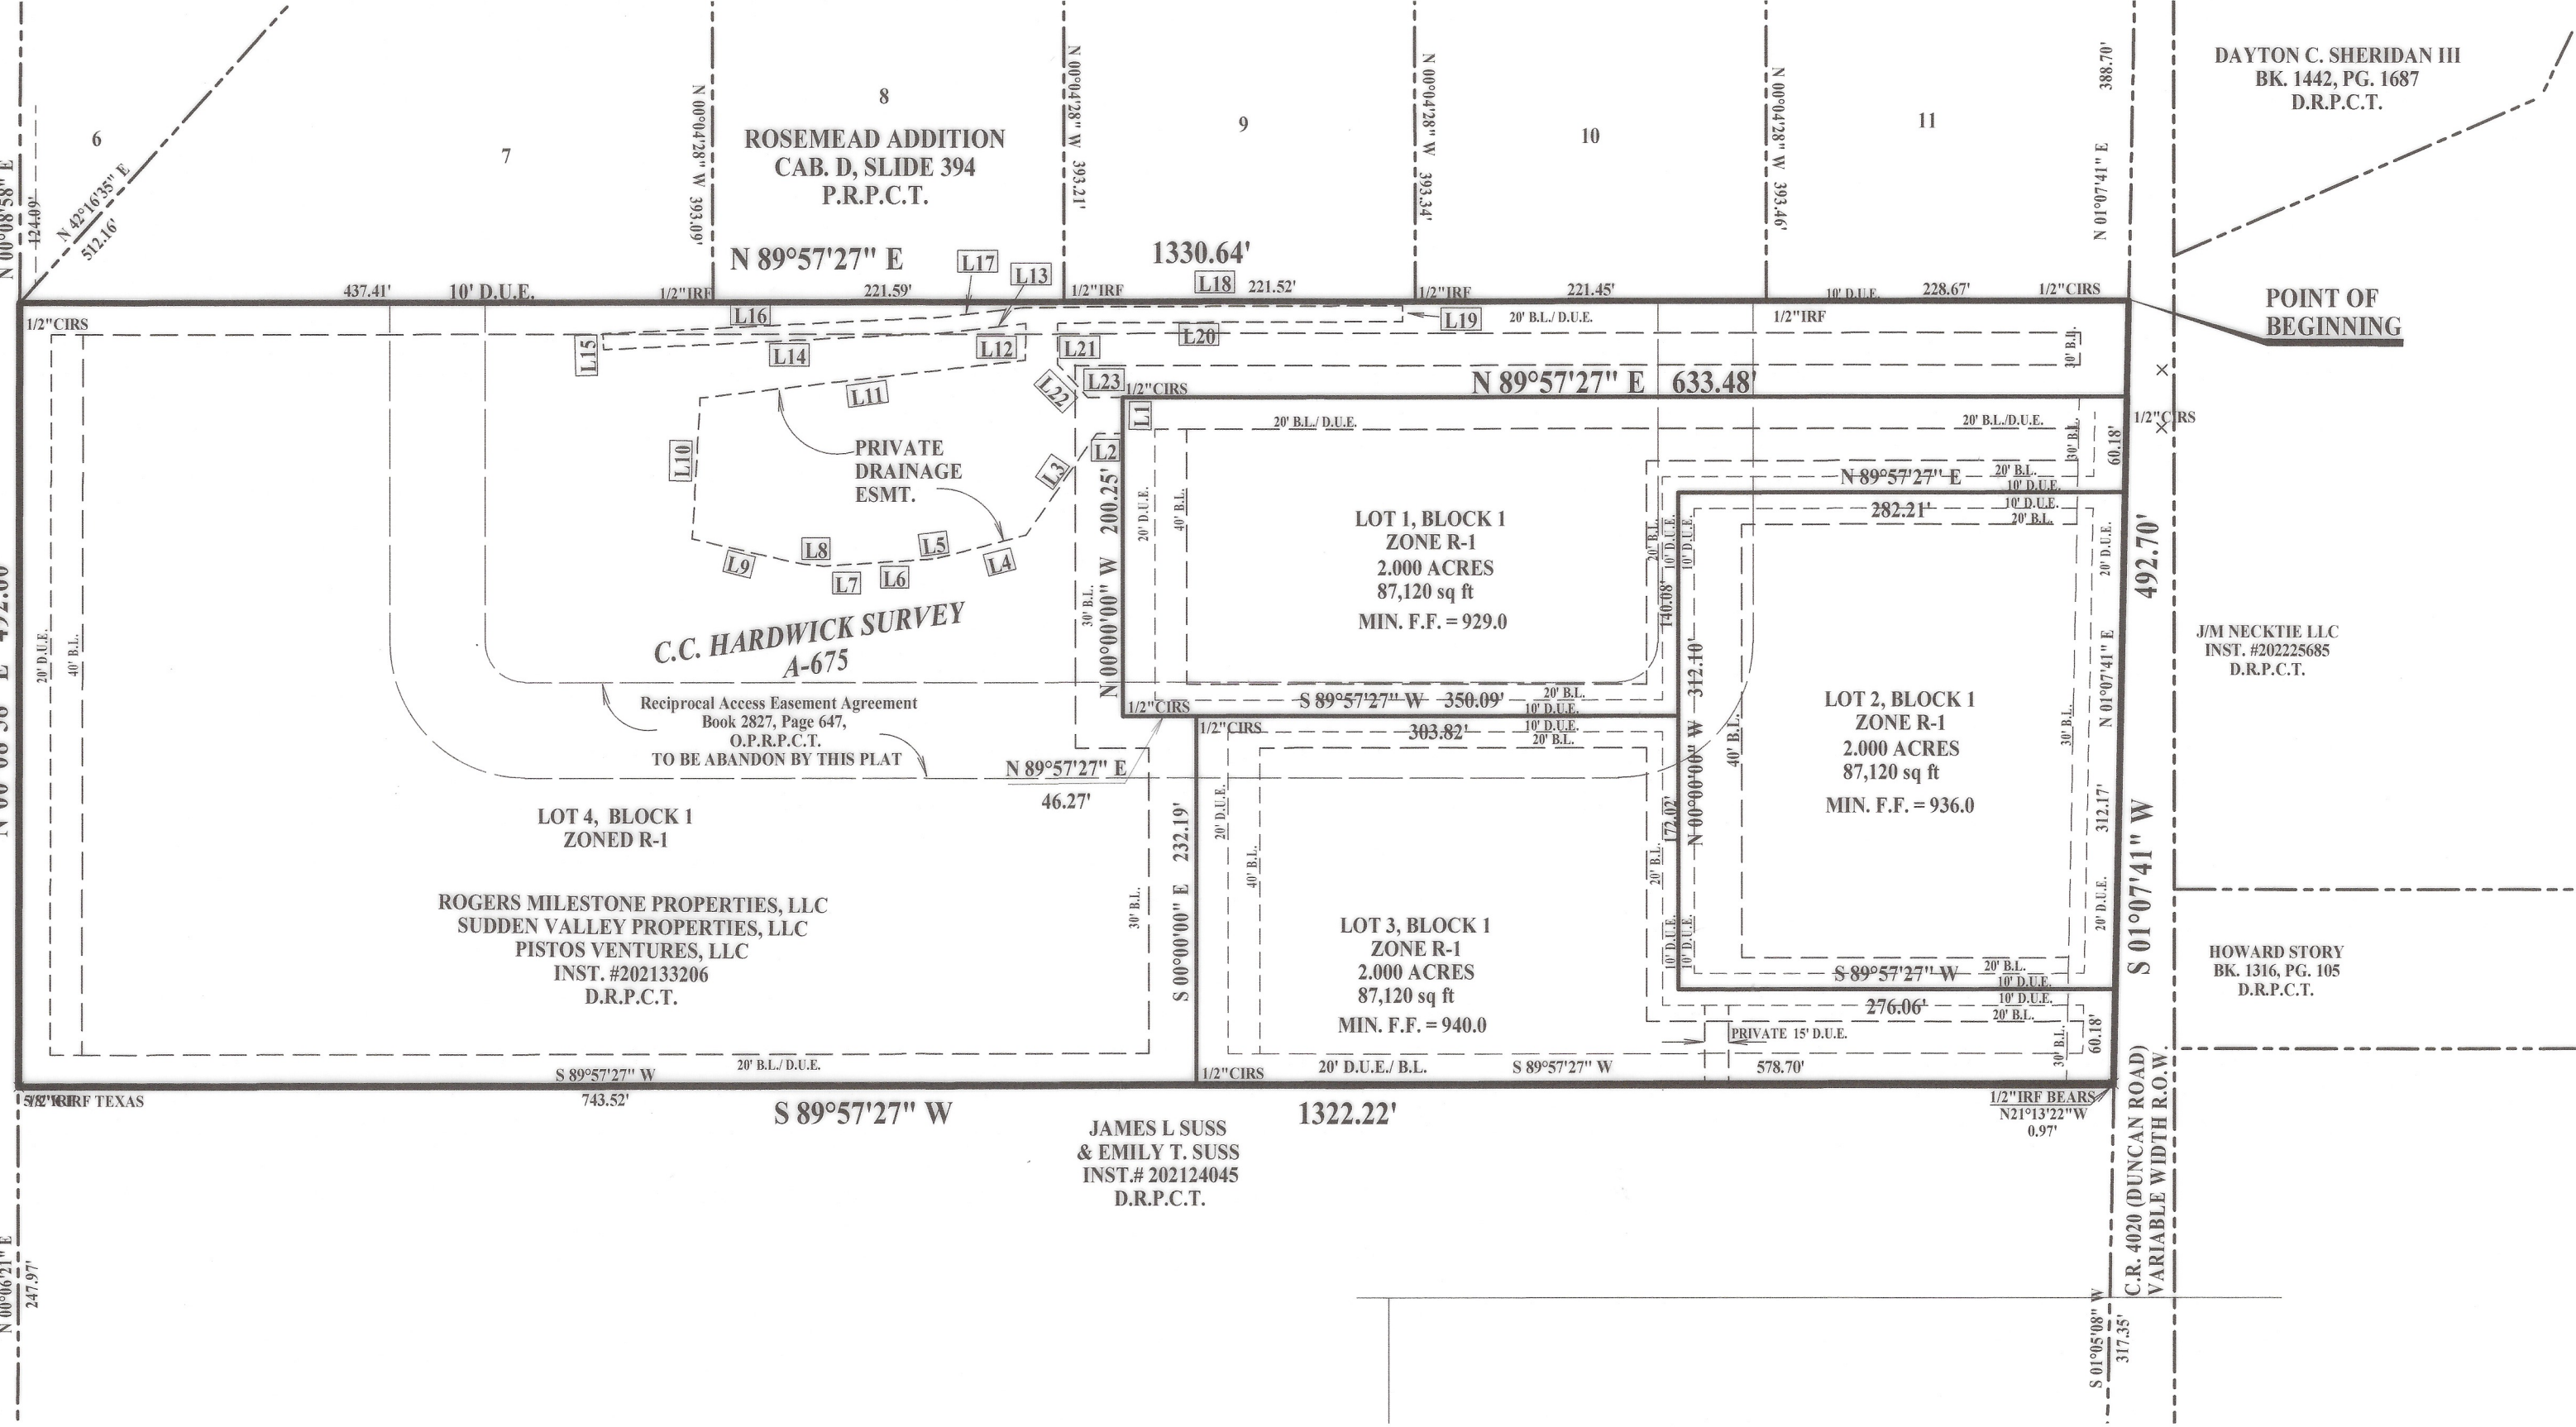 6
7
8
9
10
11
ROSEMEAD ADDITION
CAB. D, SLIDE 394
P.R.P.C.T.
N 00°08'58" E
124.09'
N 42°16'35" E
512.16'
N 00°04'28" W 393.09'
N 00°04'28" W 393.21'
N 00°04'28" W 393.34'
N 00°04'28" W 393.46'
N 01°07'41" E
388.70'
DAYTON C. SHERIDAN III
BK. 1442, PG. 1687
D.R.P.C.T.
N 89°57'27" E
1330.64'
L17
L13
L18
437.41'
10' D.U.E.
1/2"IRF
221.59'
1/2"IRF
221.52'
1/2"IRF
221.45'
10' D.U.E.
228.67'
1/2"CIRS
POINT OF
BEGINNING
1/2"CIRS
L16
L15
L14
L12
L21
L20
L19
20' B.L./ D.U.E.
1/2"IRF
30' B.L.
L11
L22
L23
1/2"CIRS
N 89°57'27" E 633.48'
L1
20' B.L./ D.U.E.
20' B.L./D.U.E.
1/2"CIRS
30' B.L.
60.18'
L10
PRIVATE
DRAINAGE
ESMT.
L2
L3
N 89°57'27" E
20' B.L.
10' D.U.E.
10' D.U.E.
282.21'
20' B.L.
N 00°00'00" W 200.25'
20' D.U.E.
40' B.L.
30' B.L.
LOT 1, BLOCK 1
ZONE R-1
2.000 ACRES
87,120 sq ft
MIN. F.F. = 929.0
20' B.L.
10' D.U.E.
10' D.U.E.
140.08'
20' D.U.E.
492.70'
L9
L8
L7
L6
L5
L4
C.C. HARDWICK SURVEY
A-675
20' D.U.E.
40' B.L.
J/M NECKTIE LLC
INST. #202225685
D.R.P.C.T.
N 01°07'41" E
312.17'
LOT 2, BLOCK 1
ZONE R-1
2.000 ACRES
87,120 sq ft
MIN. F.F. = 936.0
30' B.L.
40' B.L.
N 00°00'00" W 312.10'
Reciprocal Access Easement Agreement
Book 2827, Page 647,
O.P.R.P.C.T.
TO BE ABANDON BY THIS PLAT
1/2"CIRS
S 89°57'27" W 350.09'
20' B.L.
10' D.U.E.
1/2"CIRS
303.82'
10' D.U.E.
20' B.L.
N 89°57'27" E
46.27'
LOT 4, BLOCK 1
ZONED R-1
S 00°00'00" E 232.19'
20' D.U.E.
40' B.L.
172.02'
20' B.L.
30' B.L.
S 01°07'41" W
ROGERS MILESTONE PROPERTIES, LLC
SUDDEN VALLEY PROPERTIES, LLC
PISTOS VENTURES, LLC
INST. #202133206
D.R.P.C.T.
LOT 3, BLOCK 1
ZONE R-1
2.000 ACRES
87,120 sq ft
MIN. F.F. = 940.0
10' D.U.E.
10' D.U.E.
20' D.U.E.
HOWARD STORY
BK. 1316, PG. 105
D.R.P.C.T.
S 89°57'27" W
20' B.L.
10' D.U.E.
10' D.U.E.
276.06'
20' B.L.
PRIVATE 15' D.U.E.
30' B.L.
60.18'
S 89°57'27" W
20' B.L./ D.U.E.
1/2"CIRS
20' D.U.E./ B.L.
S 89°57'27" W
578.70'
IRF TEXAS
743.52'
S 89°57'27" W
1322.22'
1/2"IRF BEARS
N21°13'22"W
0.97'
JAMES L SUSS
& EMILY T. SUSS
INST.# 202124045
D.R.P.C.T.
C.R. 4020 (DUNCAN ROAD)
VARIABLE WIDTH R.O.W.
N 00°06'21" E
247.97'
S 01°05'08" W
317.35'